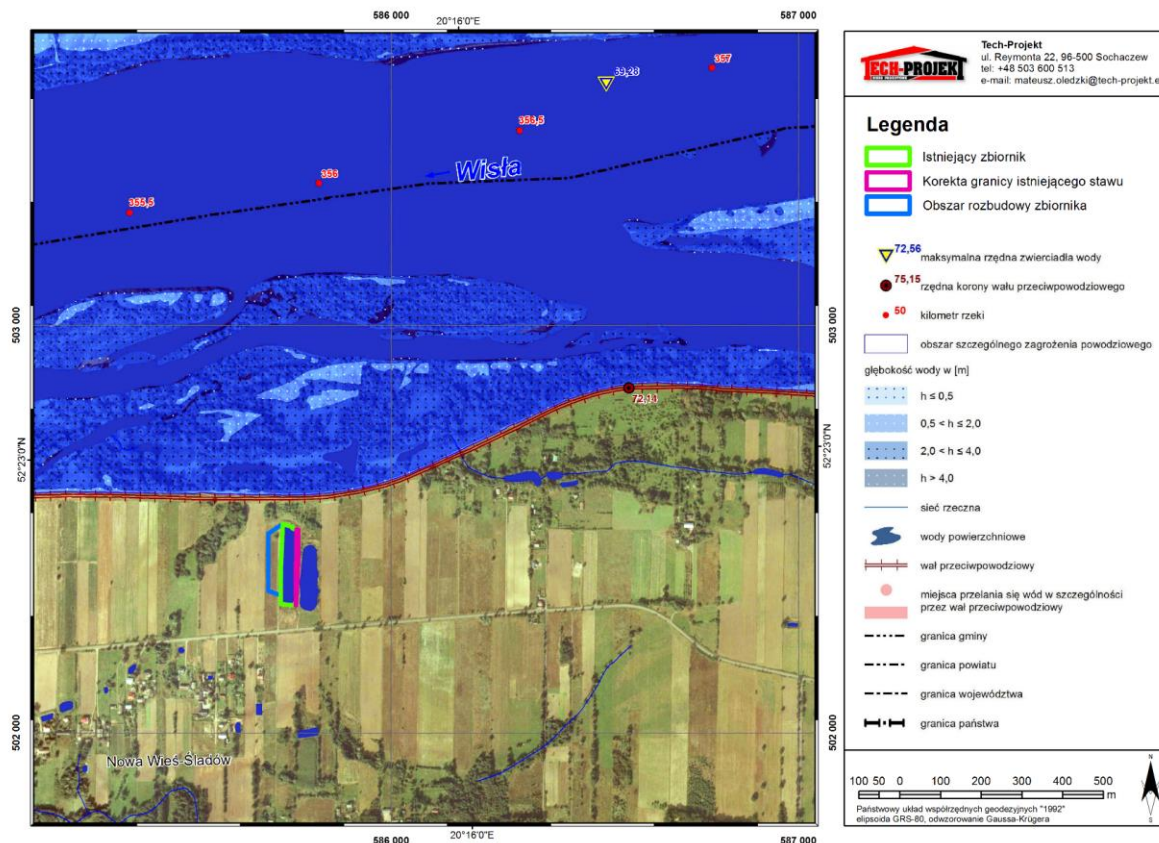 586 000
587 000
20°16'0"E
357
69,28
356,5
Wisła
356
355,5
503 000
503 000
72,14
52°23'0"N
52°23'0"N
502 000
502 000
Nowa Wieś-Śladów
20°16'0"E
586 000
587 000
TECH-PROJEKT
Tech-Projekt
ul. Reymonta 22, 96-500 Sochaczew
tel: +48 503 600 513
e-mail: mateusz.oledzki@tech-projekt.e
Legenda
Istniejący zbiornik
Korekta granicy istniejącego stawu
Obszar rozbudowy zbiornika
72,56 maksymalna rzędna zwierciadła wody
75,15 rzędna korony wału przeciwpowodziowego
50 kilometr rzeki
obszar szczególnego zagrożenia powodziowego
głębokość wody w [m]
h ≤ 0,5
0,5 < h ≤ 2,0
2,0 < h ≤ 4,0
h > 4,0
sieć rzeczna
wody powierzchniowe
wał przeciwpowodziowy
miejsca przelania się wód w szczególności
przez wał przeciwpowodziowy
granica gminy
granica powiatu
granica województwa
granica państwa
100 50 0 100 200 300 400 500
m
N
S
Państwowy układ współrzędnych geodezyjnych "1992"
elipsoida GRS-80, odwzorowanie Gaussa-Krügera